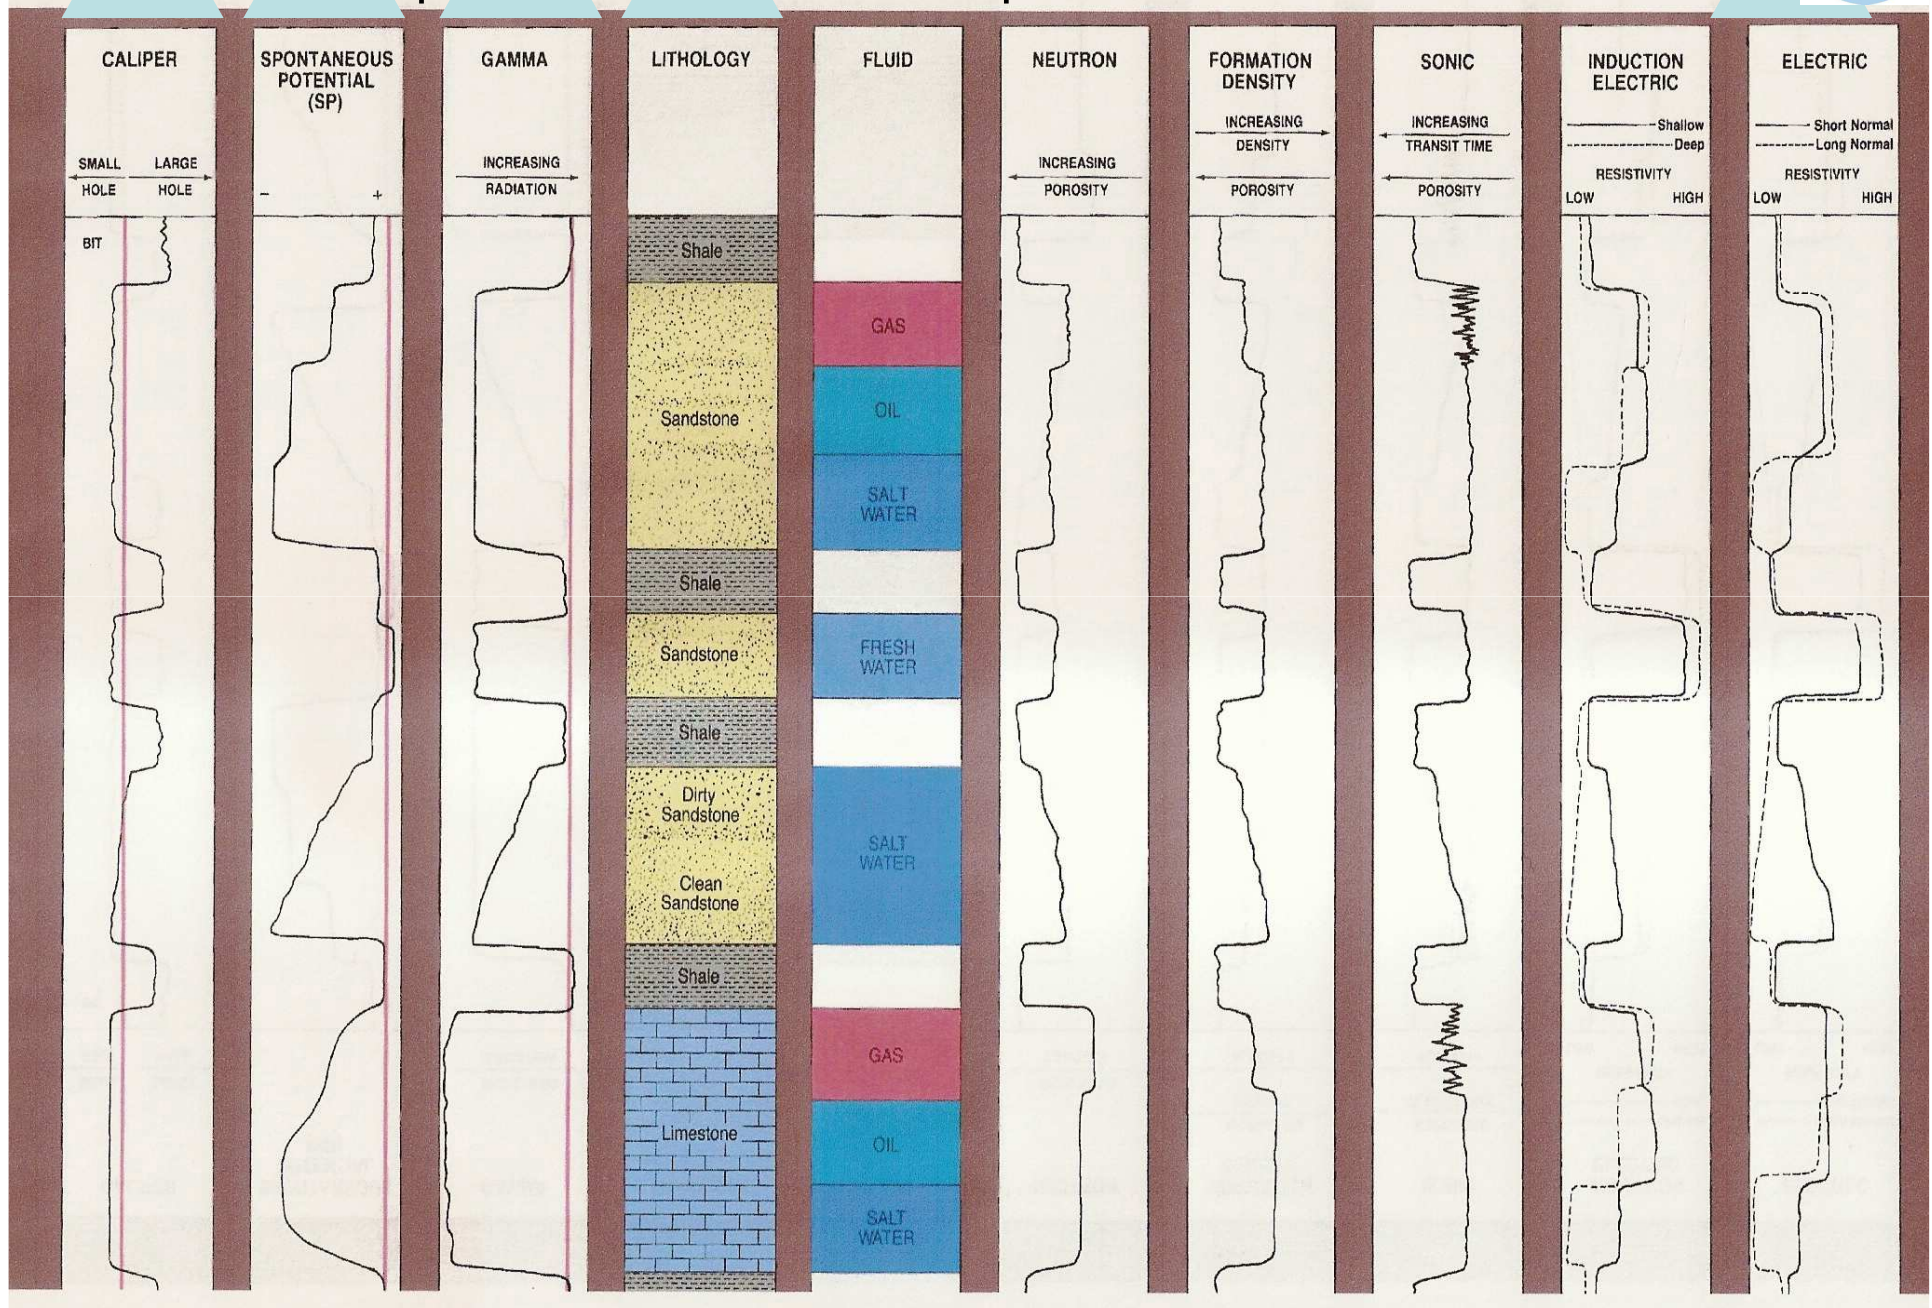 CALIPER
SMALL LARGE
HOLE HOLE
BIT
SPONTANEOUS
POTENTIAL
(SP)
– +
GAMMA
INCREASING
RADIATION
LITHOLOGY
Shale
Sandstone
Shale
Sandstone
Shale
Dirty
Sandstone
Clean
Sandstone
Shale
Limestone
FLUID
GAS
OIL
SALT
WATER
FRESH
WATER
SALT
WATER
GAS
OIL
SALT
WATER
NEUTRON
INCREASING
POROSITY
FORMATION
DENSITY
INCREASING
DENSITY
POROSITY
SONIC
INCREASING
TRANSIT TIME
POROSITY
INDUCTION
ELECTRIC
Shallow
Deep
RESISTIVITY
LOW HIGH
ELECTRIC
Short Normal
Long Normal
RESISTIVITY
LOW HIGH